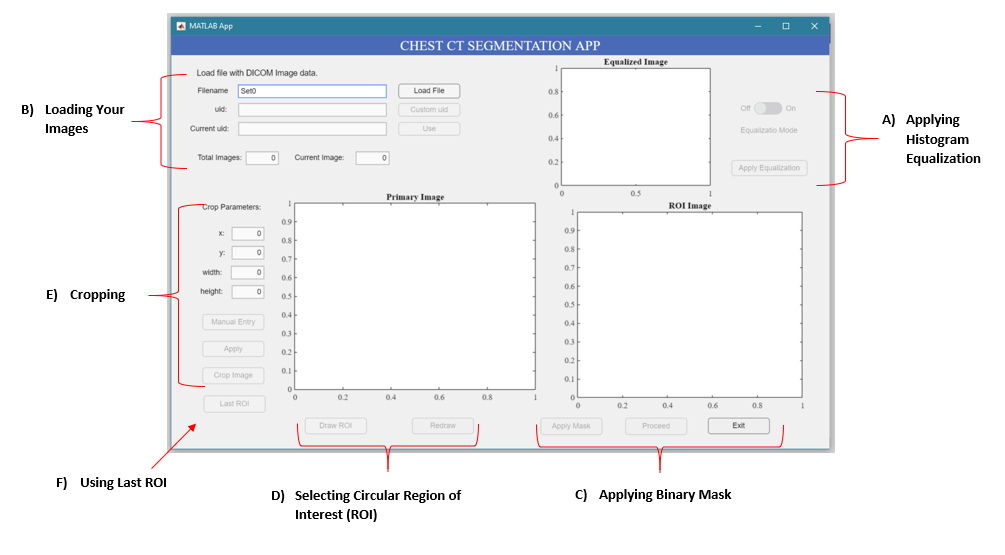 MATLAB App
CHEST CT SEGMENTATION APP
Load file with DICOM Image data.
Filename Set0 Load File
uid: Custom uid
Current uid: Use
Total Images: 0 Current Image: 0
Equalized Image
1
0.8
0.6
0.4
0.2
0
0 0.5 1
Off On
Equalizatio Mode
Apply Equalization
B) Loading Your
Images
A) Applying
Histogram
Equalization
Crop Parameters:
x: 0
y: 0
width: 0
height: 0
Manual Entry
Apply
Crop Image
Last ROI
E) Cropping
Primary Image
1
0.9
0.8
0.7
0.6
0.5
0.4
0.3
0.2
0.1
0
0 0.2 0.4 0.6 0.8 1
ROI Image
1
0.9
0.8
0.7
0.6
0.5
0.4
0.3
0.2
0.1
0
0 0.2 0.4 0.6 0.8 1
Draw ROI Redraw
Apply Mask Proceed Exit
F) Using Last ROI
D) Selecting Circular Region of
Interest (ROI)
C) Applying Binary Mask